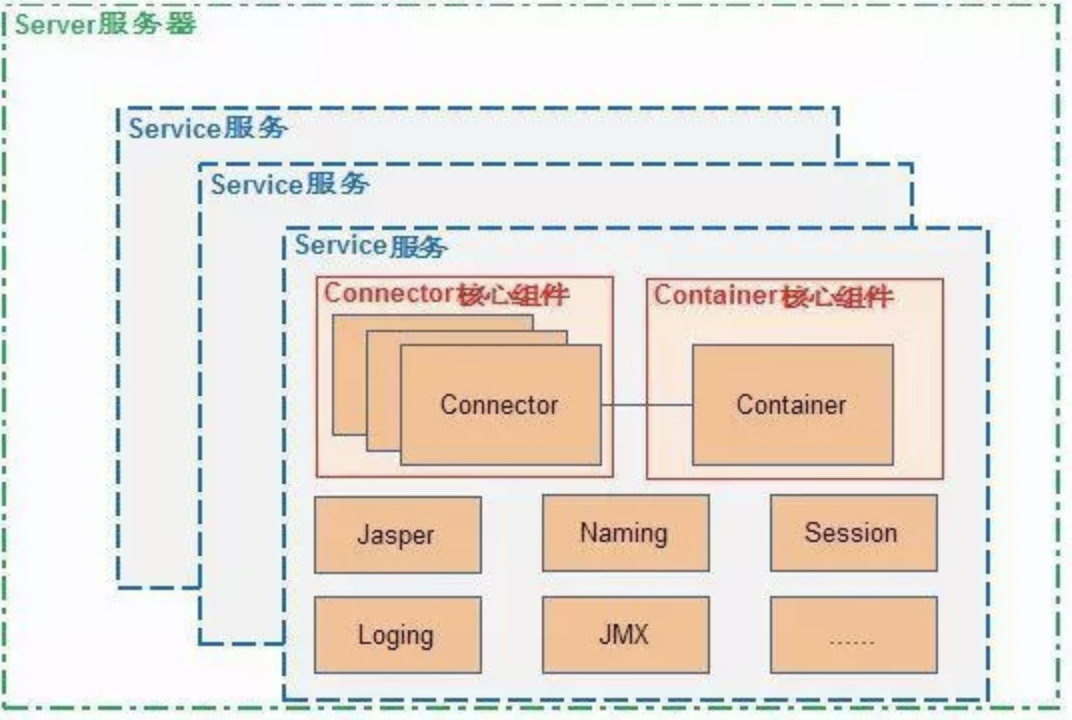 Server服务器
Service服务
Service服务
Service服务
Connector核心组件
Container核心组件
Connector
Container
Jasper
Naming
Session
Loging
JMX
......